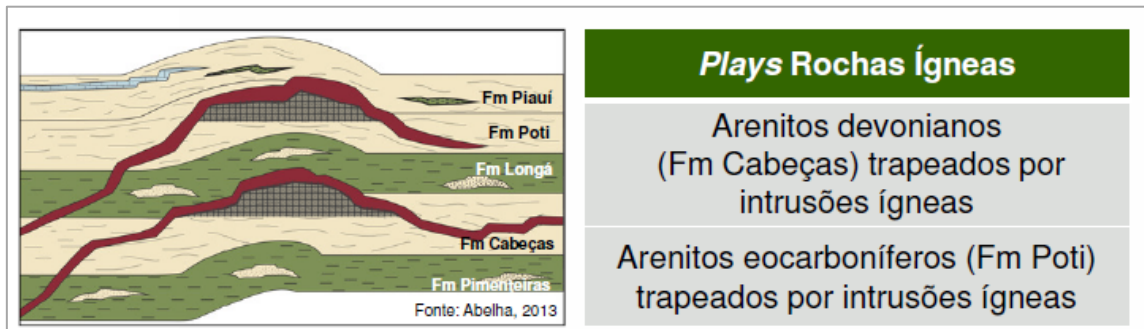 Fm Piauí
Fm Poti
Fm Longá
Fm Cabeças
Fm Pimenteiras
Fonte: Abelha, 2013
Plays Rochas Ígneas
Arenitos devonianos
(Fm Cabeças) trapeados por
intrusões ígneas
Arenitos eocarboníferos (Fm Poti)
trapeados por intrusões ígneas